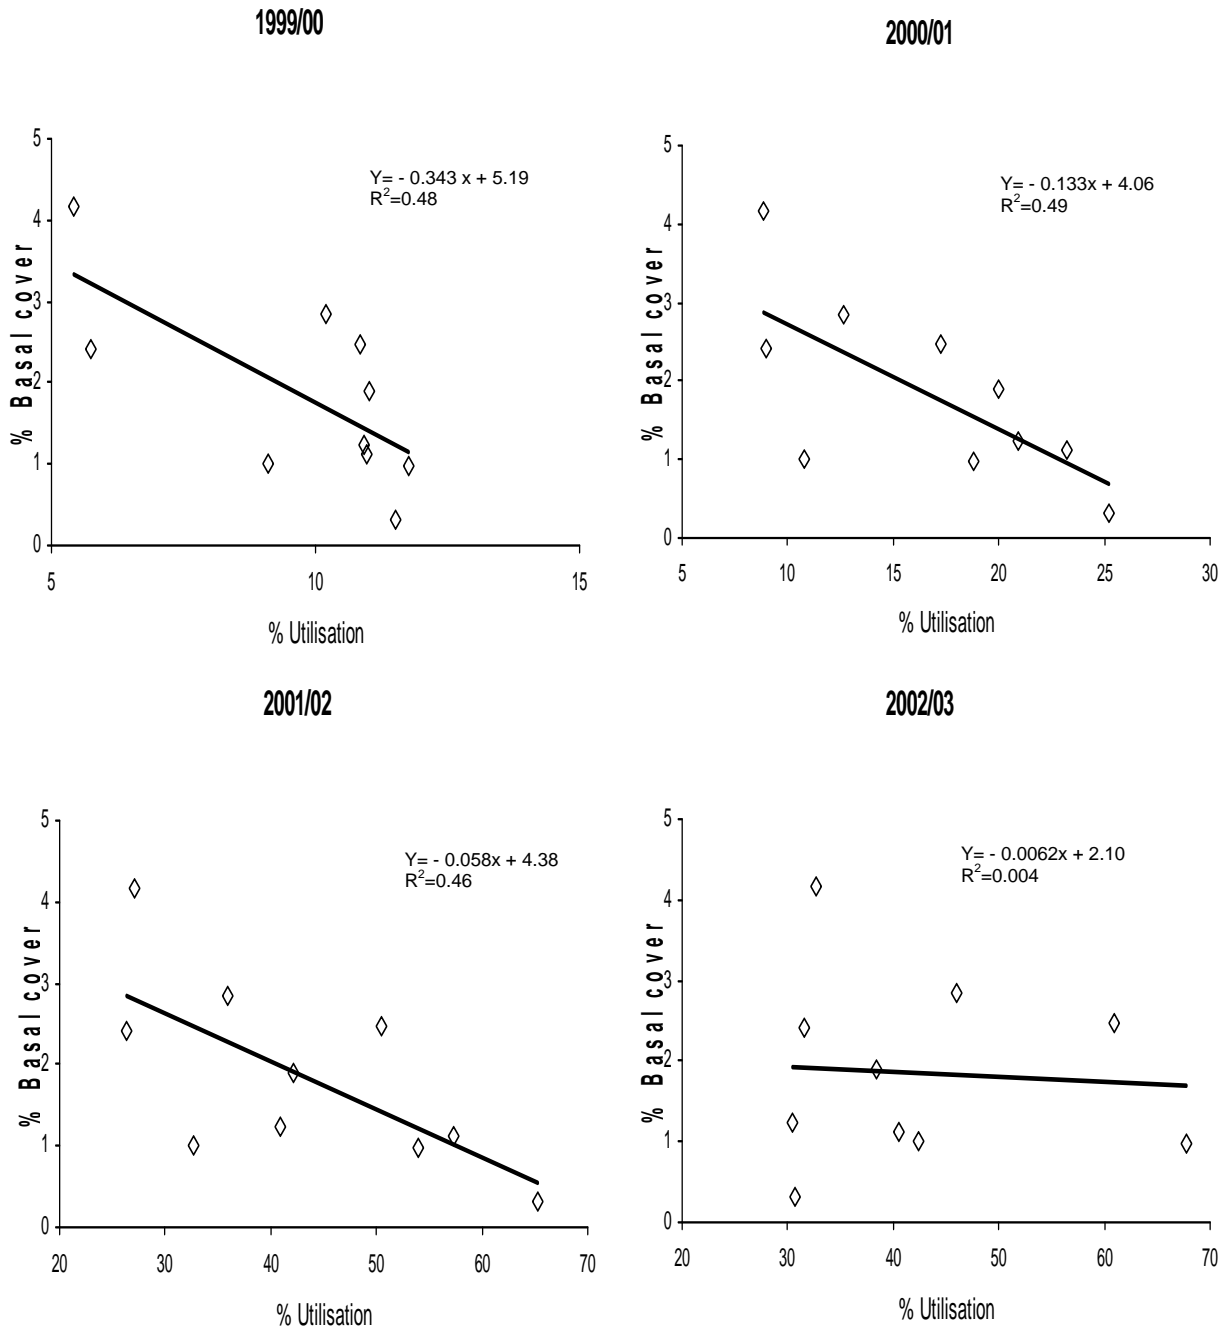 1999/00
5
4
3
2
1
0
% Basal cover
Y= - 0.343 x + 5.19
R²=0.48
5 10 15
% Utilisation
2000/01
5
4
3
2
1
0
% Basal cover
Y= - 0.133x + 4.06
R²=0.49
5 10 15 20 25 30
% Utilisation
2001/02
5
4
3
2
1
0
% Basal cover
Y= - 0.058x + 4.38
R²=0.46
20 30 40 50 60 70
% Utilisation
2002/03
5
4
3
2
1
0
% Basal cover
Y= - 0.0062x + 2.10
R²=0.004
20 30 40 50 60 70
% Utilisation